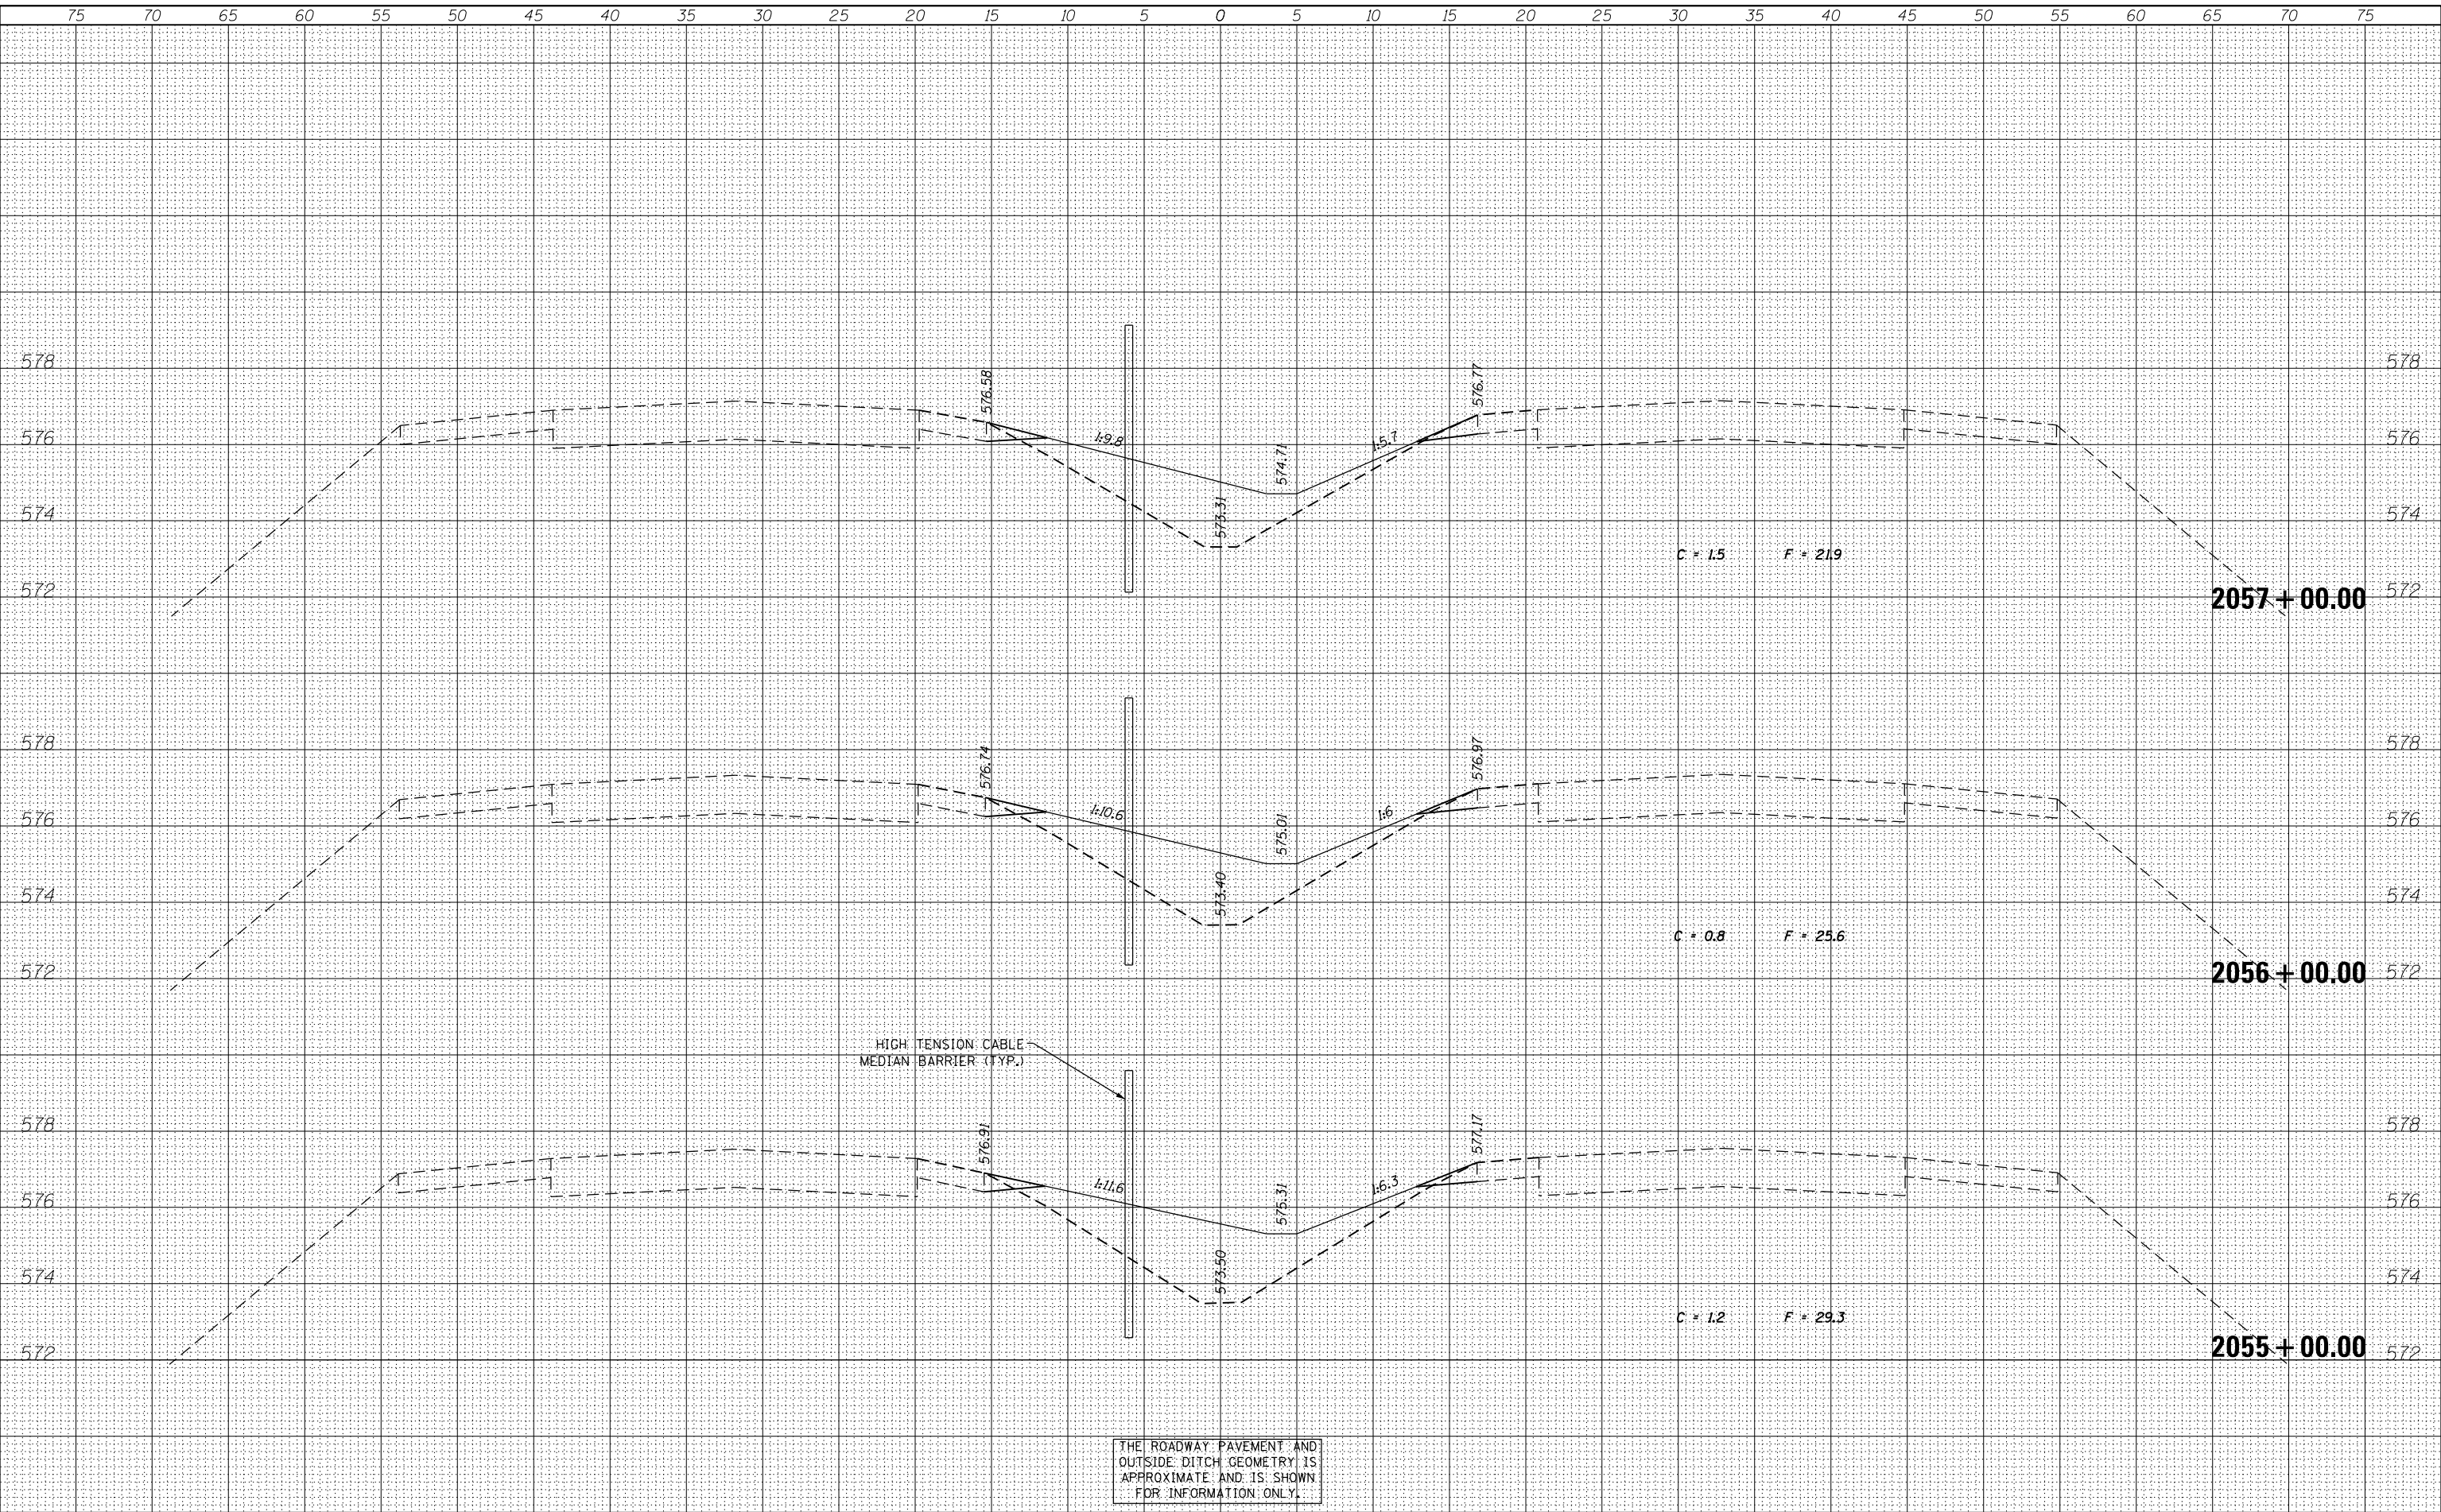 75 70 65 60 55 50 45 40 35 30 25 20 15 10 5 0 5 10 15 20 25 30 35 40 45 50 55 60 65 70 75
578 578
576.58 576.77
576 1:9.8 574.71 1:5.7 576
574 573.31 574
C = 1.5 F = 21.9
572 2057+00.00 572
578 578
576.74 576.97
576 1:10.6 575.01 1:6 576
574 573.40 574
C = 0.8 F = 25.6
572 2056+00.00 572
HIGH TENSION CABLE
MEDIAN BARRIER (TYP.)
578 578
576.91 577.17
576 1:11.6 575.31 1:6.3 576
574 573.50 574
C = 1.2 F = 29.3
572 2055+00.00 572
THE ROADWAY PAVEMENT AND
OUTSIDE DITCH GEOMETRY IS
APPROXIMATE AND IS SHOWN
FOR INFORMATION ONLY.